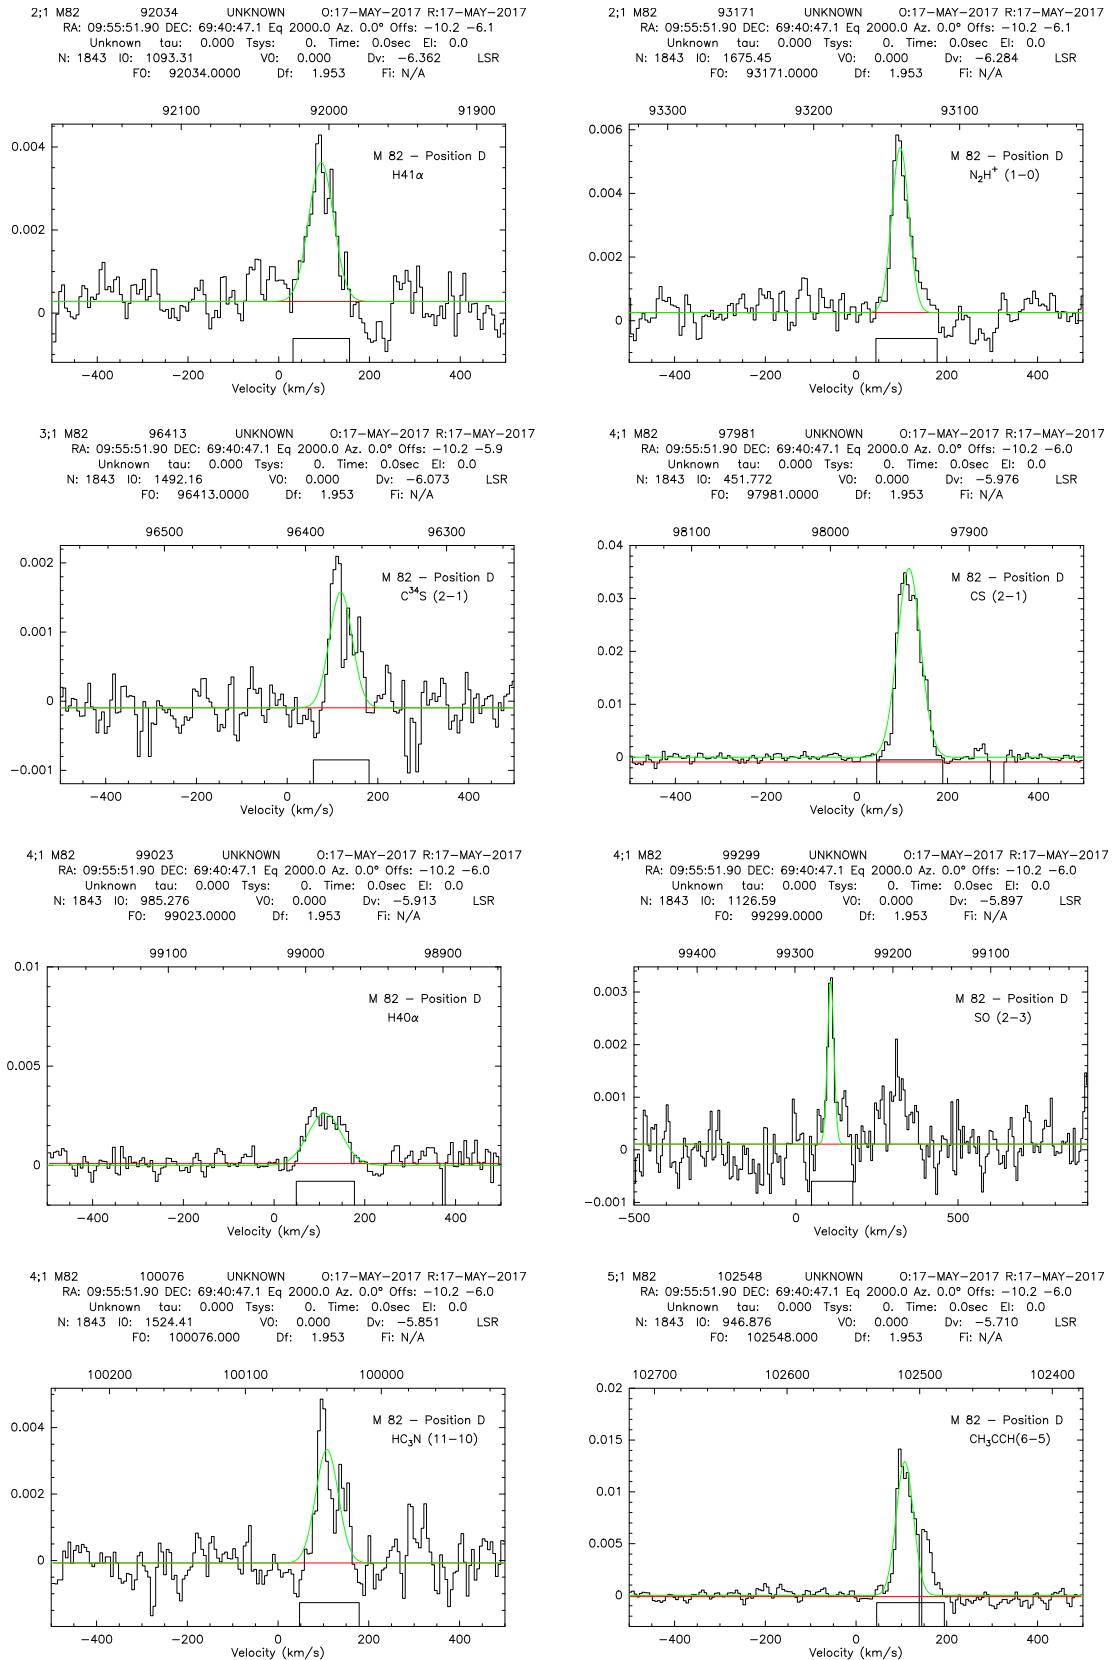 2;1 M82 92034 UNKNOWN O:17-MAY-2017 R:17-MAY-2017
RA: 09:55:51.90 DEC: 69:40:47.1 Eq 2000.0 Az. 0.0° Offs: -10.2 -6.1
Unknown tau: 0.000 Tsys: 0. Time: 0.0sec El: 0.0
N: 1843 I0: 1093.31 V0: 0.000 Dv: -6.362 LSR
F0: 92034.0000 Df: 1.953 Fi: N/A
92100 92000 91900
0.004
0.002
0
M 82 - Position D
H41α
-400 -200 0 200 400
Velocity (km/s)
2;1 M82 93171 UNKNOWN O:17-MAY-2017 R:17-MAY-2017
RA: 09:55:51.90 DEC: 69:40:47.1 Eq 2000.0 Az. 0.0° Offs: -10.2 -6.1
Unknown tau: 0.000 Tsys: 0. Time: 0.0sec El: 0.0
N: 1843 I0: 1675.45 V0: 0.000 Dv: -6.284 LSR
F0: 93171.0000 Df: 1.953 Fi: N/A
93300 93200 93100
0.006
0.004
0.002
0
M 82 - Position D
N₂H⁺ (1-0)
-400 -200 0 200 400
Velocity (km/s)
3;1 M82 96413 UNKNOWN O:17-MAY-2017 R:17-MAY-2017
RA: 09:55:51.90 DEC: 69:40:47.1 Eq 2000.0 Az. 0.0° Offs: -10.2 -5.9
Unknown tau: 0.000 Tsys: 0. Time: 0.0sec El: 0.0
N: 1843 I0: 1492.16 V0: 0.000 Dv: -6.073 LSR
F0: 96413.0000 Df: 1.953 Fi: N/A
96500 96400 96300
0.002
0.001
0
-0.001
M 82 - Position D
C³⁴S (2-1)
-400 -200 0 200 400
Velocity (km/s)
4;1 M82 97981 UNKNOWN O:17-MAY-2017 R:17-MAY-2017
RA: 09:55:51.90 DEC: 69:40:47.1 Eq 2000.0 Az. 0.0° Offs: -10.2 -6.0
Unknown tau: 0.000 Tsys: 0. Time: 0.0sec El: 0.0
N: 1843 I0: 451.772 V0: 0.000 Dv: -5.976 LSR
F0: 97981.0000 Df: 1.953 Fi: N/A
98100 98000 97900
0.04
0.03
0.02
0.01
0
M 82 - Position D
CS (2-1)
-400 -200 0 200 400
Velocity (km/s)
4;1 M82 99023 UNKNOWN O:17-MAY-2017 R:17-MAY-2017
RA: 09:55:51.90 DEC: 69:40:47.1 Eq 2000.0 Az. 0.0° Offs: -10.2 -6.0
Unknown tau: 0.000 Tsys: 0. Time: 0.0sec El: 0.0
N: 1843 I0: 985.276 V0: 0.000 Dv: -5.913 LSR
F0: 99023.0000 Df: 1.953 Fi: N/A
99100 99000 98900
0.01
0.005
0
M 82 - Position D
H40α
-400 -200 0 200 400
Velocity (km/s)
4;1 M82 99299 UNKNOWN O:17-MAY-2017 R:17-MAY-2017
RA: 09:55:51.90 DEC: 69:40:47.1 Eq 2000.0 Az. 0.0° Offs: -10.2 -6.0
Unknown tau: 0.000 Tsys: 0. Time: 0.0sec El: 0.0
N: 1843 I0: 1126.59 V0: 0.000 Dv: -5.897 LSR
F0: 99299.0000 Df: 1.953 Fi: N/A
99400 99300 99200 99100
0.003
0.002
0.001
0
-0.001
M 82 - Position D
SO (2-3)
-500 0 500
Velocity (km/s)
4;1 M82 100076 UNKNOWN O:17-MAY-2017 R:17-MAY-2017
RA: 09:55:51.90 DEC: 69:40:47.1 Eq 2000.0 Az. 0.0° Offs: -10.2 -6.0
Unknown tau: 0.000 Tsys: 0. Time: 0.0sec El: 0.0
N: 1843 I0: 1524.41 V0: 0.000 Dv: -5.851 LSR
F0: 100076.000 Df: 1.953 Fi: N/A
100200 100100 100000
0.004
0.002
0
M 82 - Position D
HC₃N (11-10)
-400 -200 0 200 400
Velocity (km/s)
5;1 M82 102548 UNKNOWN O:17-MAY-2017 R:17-MAY-2017
RA: 09:55:51.90 DEC: 69:40:47.1 Eq 2000.0 Az. 0.0° Offs: -10.2 -6.0
Unknown tau: 0.000 Tsys: 0. Time: 0.0sec El: 0.0
N: 1843 I0: 946.876 V0: 0.000 Dv: -5.710 LSR
F0: 102548.000 Df: 1.953 Fi: N/A
102700 102600 102500 102400
0.02
0.015
0.01
0.005
0
M 82 - Position D
CH₃CCH(6-5)
-400 -200 0 200 400
Velocity (km/s)